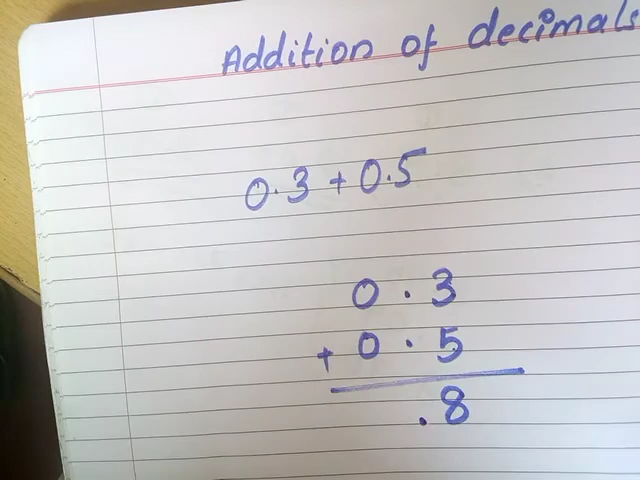 Addition of decimals
0.3 + 0.5
0 . 3
+ 0 . 5
.8